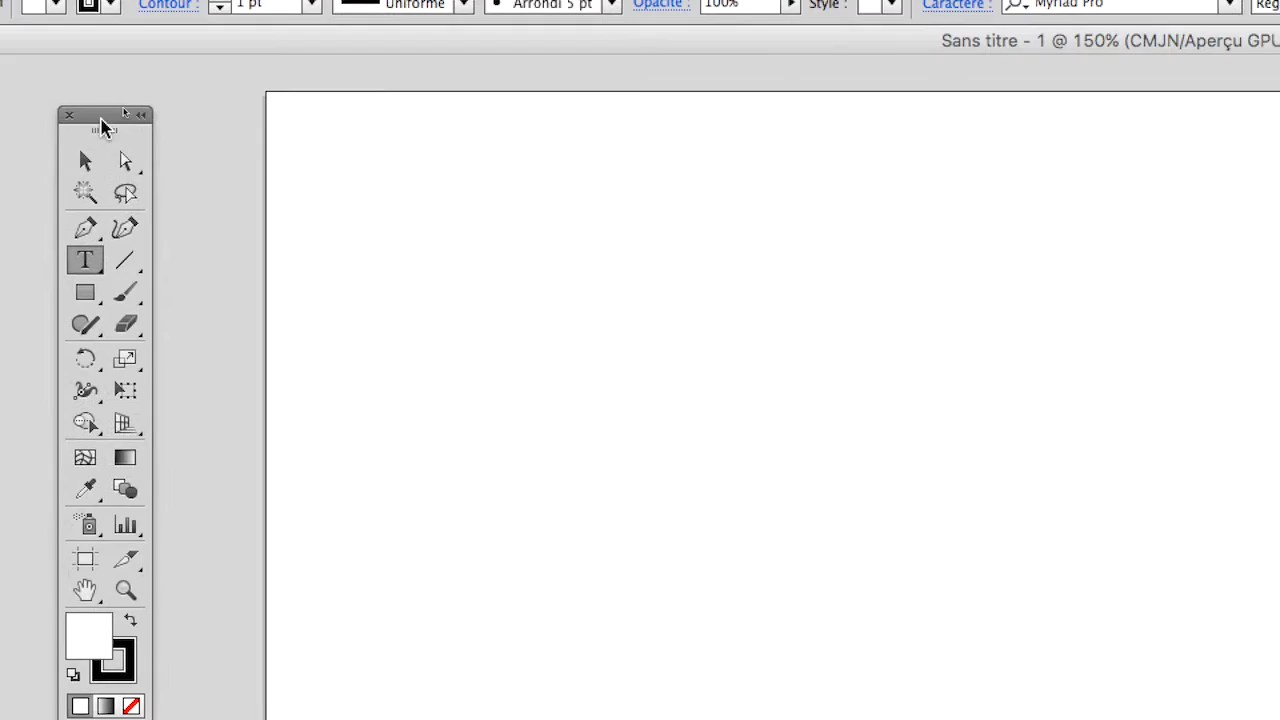 Contour : 1 pt Uniforme Arrondi 5 pt Opacité : 100% Style : Caractère : Myriad Pro
Sans titre - 1 @ 150% (CMJN/Aperçu GPU
T